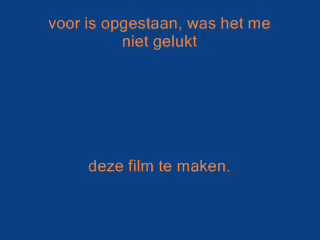 voor is opgestaan, was het me
niet gelukt
deze film te maken.